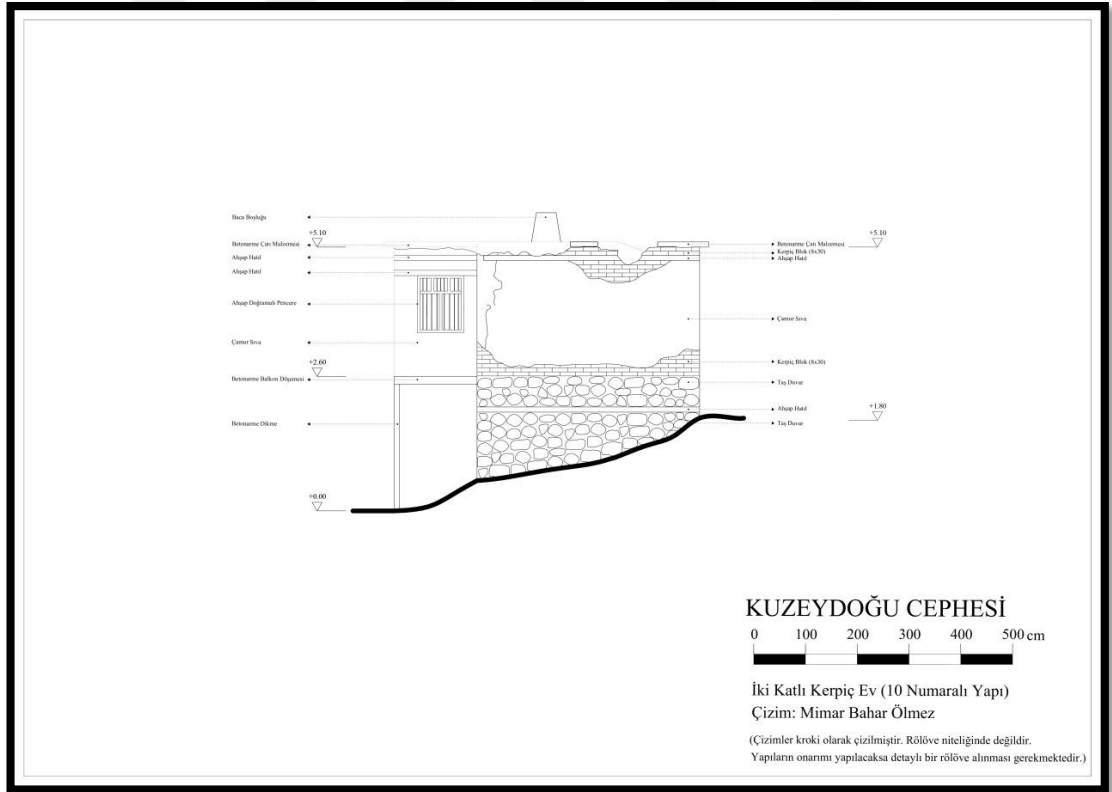 Baca Boşluğu
+5.10
Betonarme Çatı Malzemesi
Ahşap Hatıl
Ahşap Hatıl
Ahşap Doğramalı Pencere
Çamur Sıva
+2.60
Betonarme Balkon Döşemesi
Betonarme Dikme
+0.00
+5.10
Betonarme Çatı Malzemesi
Kerpiç Blok (8x30)
Ahşap Hatıl
Çamur Sıva
Kerpiç Blok (8x30)
Taş Duvar
+1.80
Ahşap Hatıl
Taş Duvar
KUZEYDOĞU CEPHESİ
0 100 200 300 400 500 cm
İki Katlı Kerpiç Ev (10 Numaralı Yapı)
Çizim: Mimar Bahar Ölmez
(Çizimler kroki olarak çizilmiştir. Rölöve niteliğinde değildir.
Yapıların onarımı yapılacaksa detaylı bir rölöve alınması gerekmektedir.)